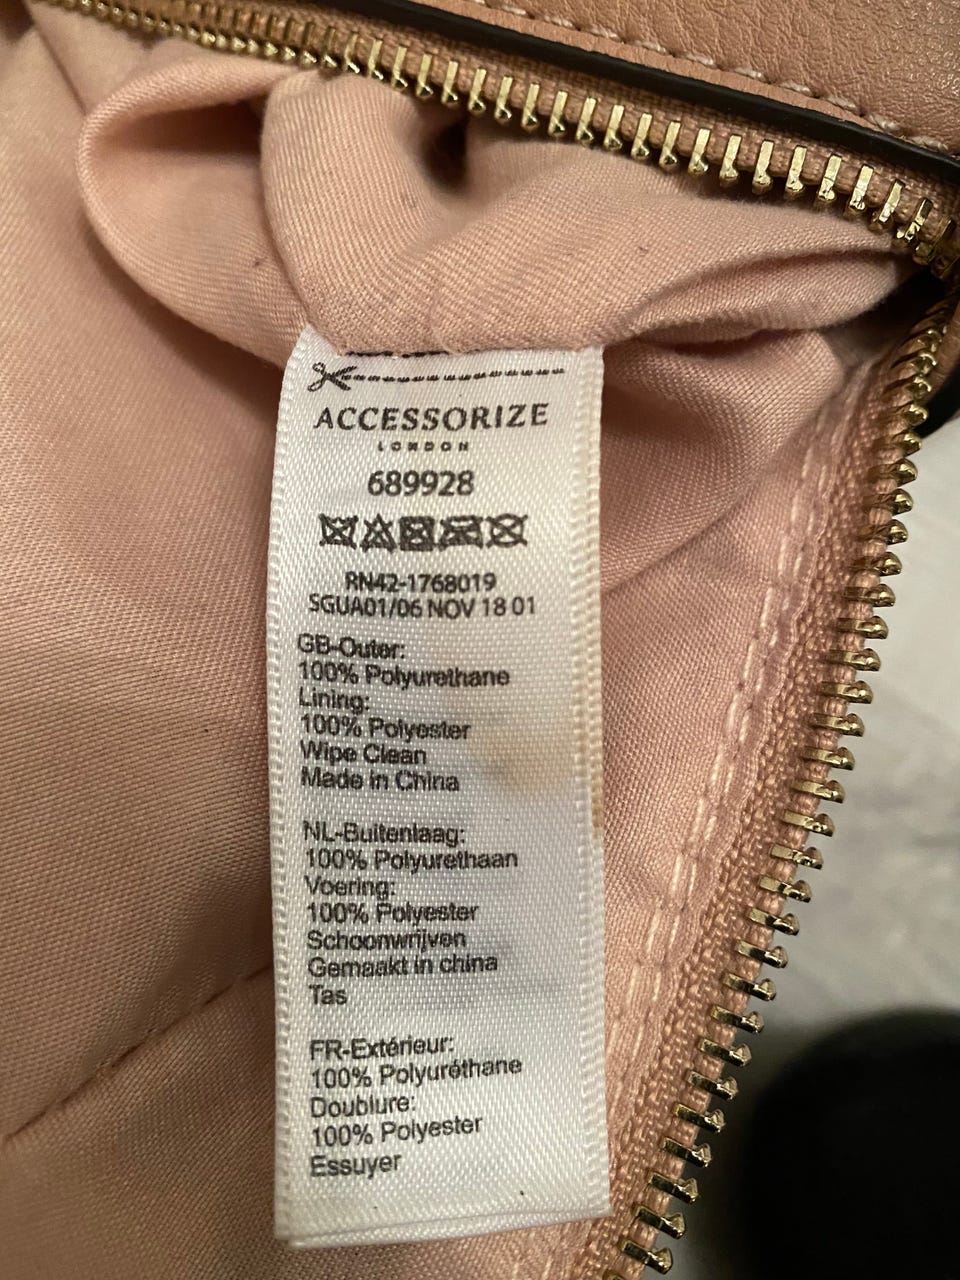 ACCESSORIZE
LONDON
689928
RN42-1768019
SGUA01/06 NOV 18 01
GB-Outer:
100% Polyurethane
Lining:
100% Polyester
Wipe Clean
Made in China
NL-Buitenlaag:
100% Polyurethaan
Voering:
100% Polyester
Schoonwrijven
Gemaakt in china
Tas
FR-Extérieur:
100% Polyuréthane
Doublure:
100% Polyester
Essuyer